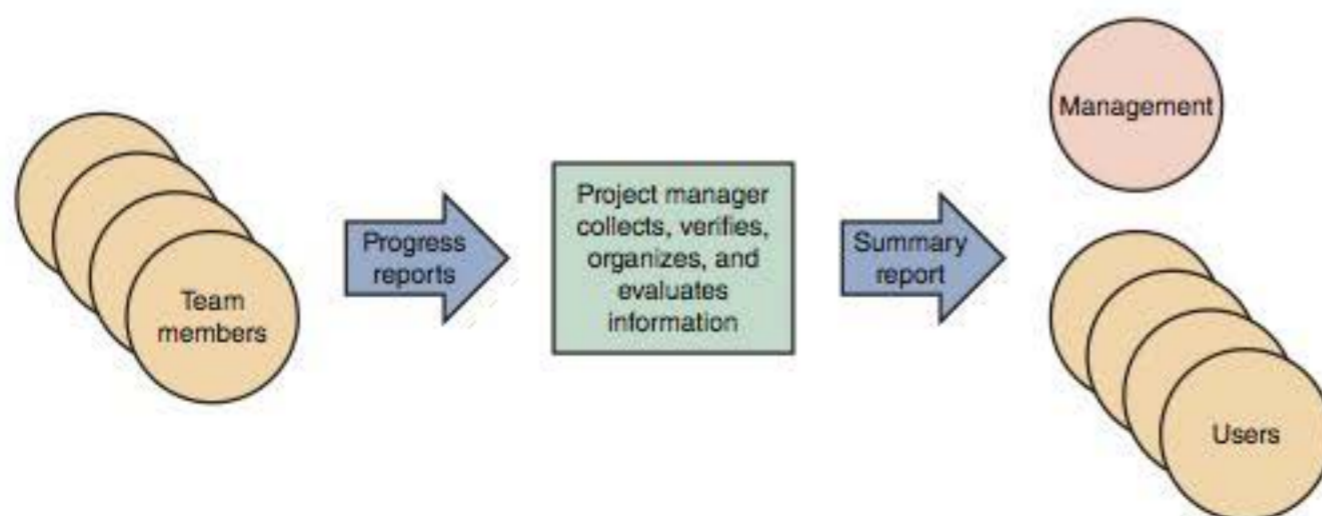 Team
members
Progress
reports
Project manager
collects, verifies,
organizes, and
evaluates
information
Summary
report
Management
Users